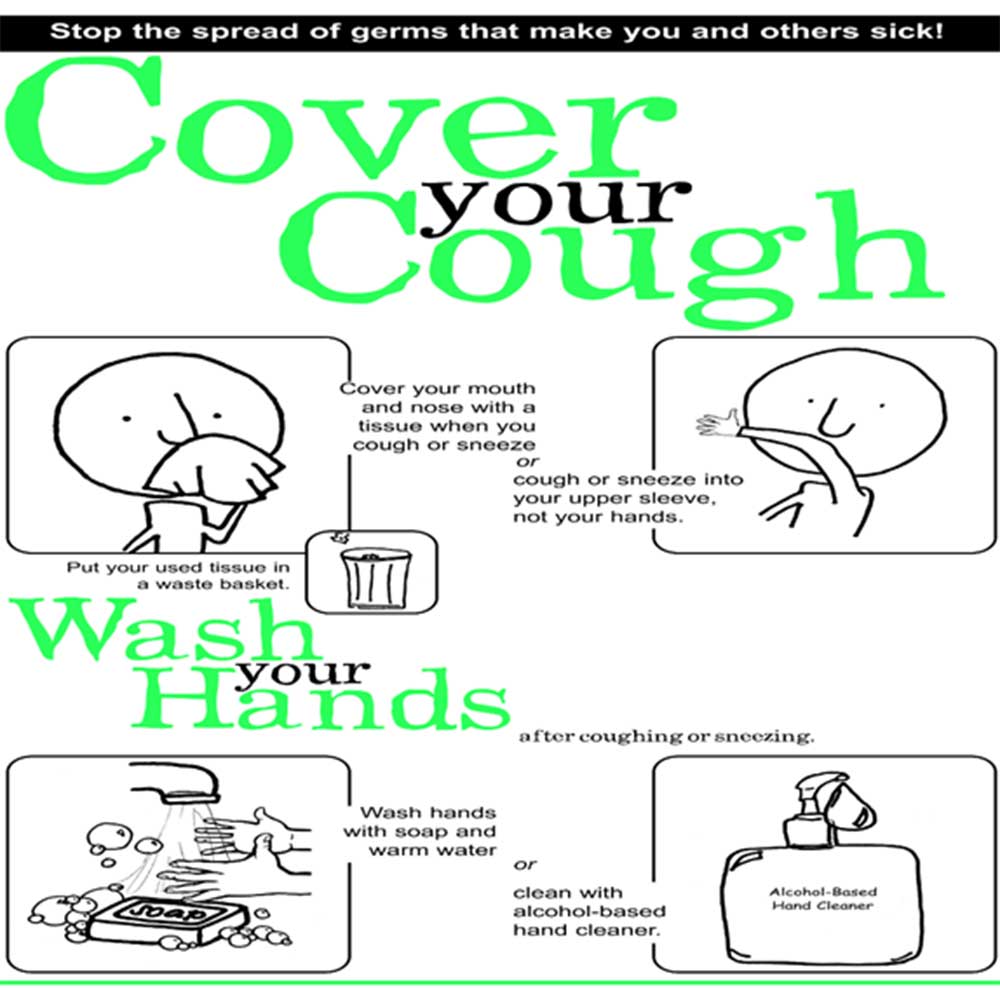 Stop the spread of germs that make you and others sick!
Cover
your
Cough
Cover your mouth
and nose with a
tissue when you
cough or sneeze
or
cough or sneeze into
your upper sleeve,
not your hands.
Put your used tissue in
a waste basket.
Wash
your
Hands
after coughing or sneezing.
Wash hands
with soap and
warm water
or
clean with
alcohol-based
hand cleaner.
Soap
Alcohol-Based
Hand Cleaner